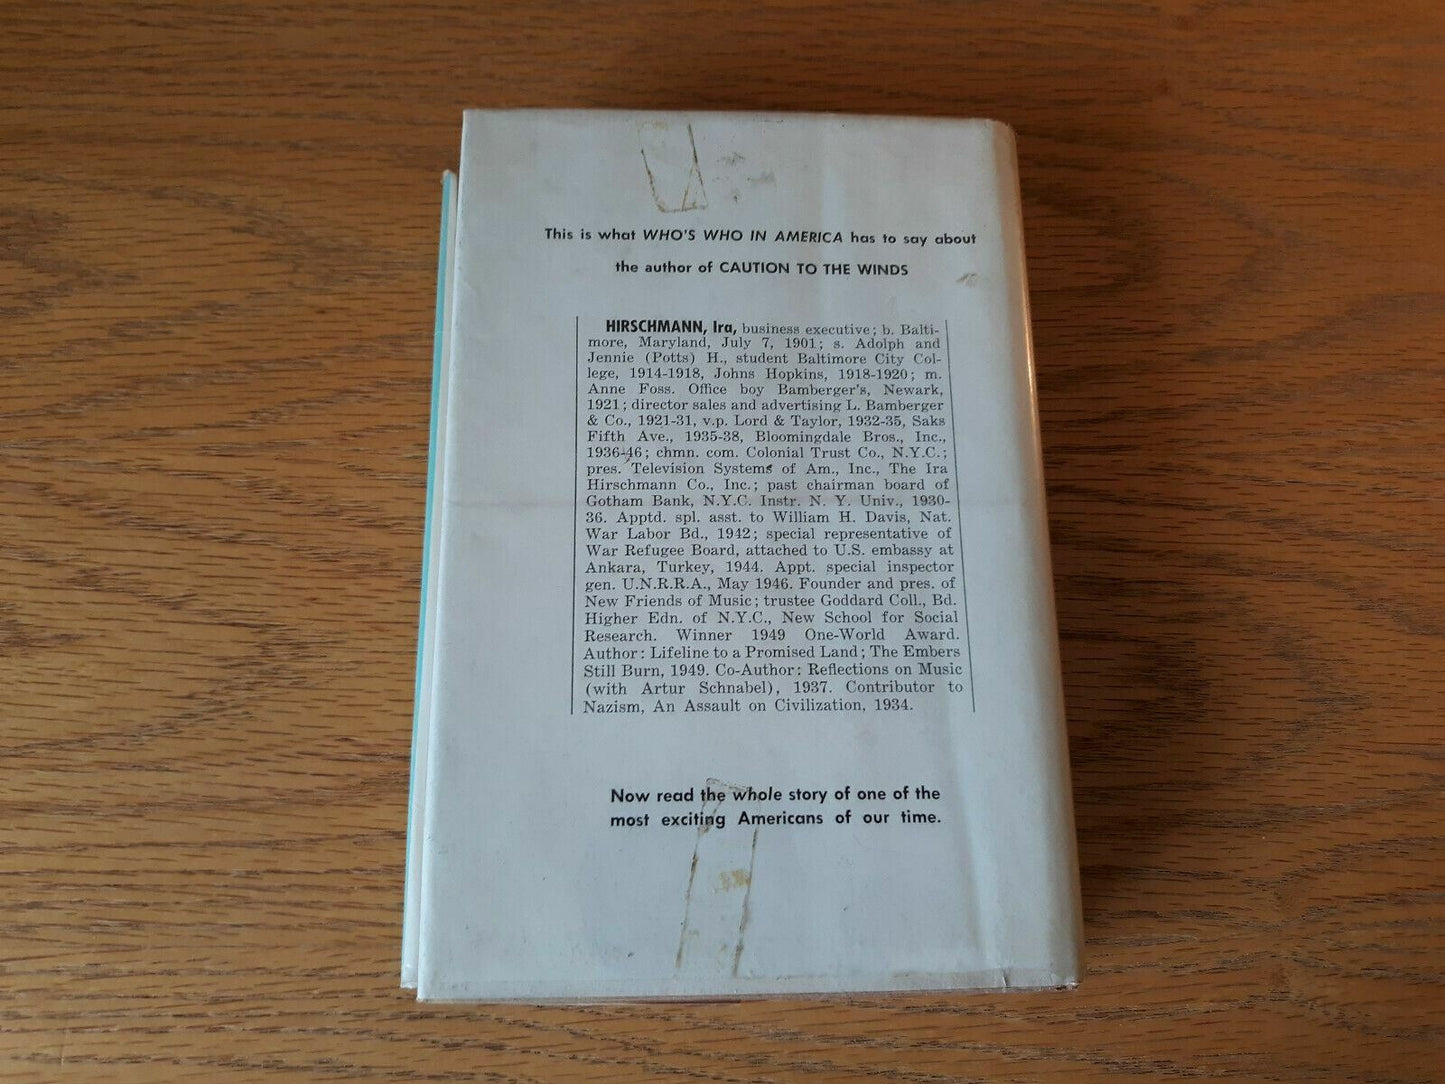 This is what WHO'S WHO IN AMERICA has to say about
the author of CAUTION TO THE WINDS
HIRSCHMANN, Ira, business executive; b. Balti-
more, Maryland, July 7, 1901; s. Adolph and
Jennie (Potts) H., student Baltimore City Col-
lege, 1914-1918, Johns Hopkins, 1918-1920; m.
Anne Foss. Office boy Bamberger's, Newark,
1921; director sales and advertising L. Bamberger
& Co., 1921-31, v.p. Lord & Taylor, 1932-35, Saks
Fifth Ave., 1935-38, Bloomingdale Bros., Inc.,
1936-46; chmn. com. Colonial Trust Co., N.Y.C.;
pres. Television Systems of Am., Inc., The Ira
Hirschmann Co., Inc.; past chairman board of
Gotham Bank, N.Y.C. Instr. N. Y. Univ., 1930-
36. Apptd. spl. asst. to William H. Davis, Nat.
War Labor Bd., 1942; special representative of
War Refugee Board, attached to U.S. embassy at
Ankara, Turkey, 1944. Appt. special inspector
gen. U.N.R.R.A., May 1946. Founder and pres. of
New Friends of Music; trustee Goddard Coll., Bd.
Higher Edn. of N.Y.C., New School for Social
Research. Winner 1949 One-World Award.
Author: Lifeline to a Promised Land; The Embers
Still Burn, 1949. Co-Author: Reflections on Music
(with Artur Schnabel), 1937. Contributor to
Nazism, An Assault on Civilization, 1934.
Now read the whole story of one of the
most exciting Americans of our time.